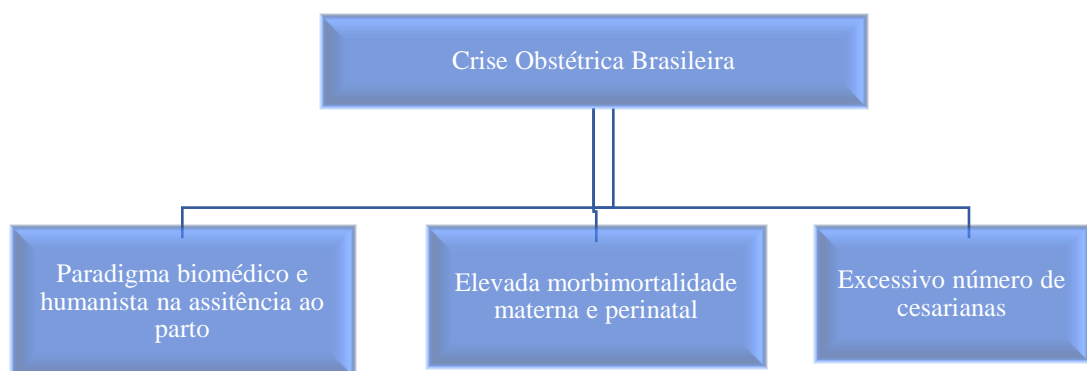 Crise Obstétrica Brasileira
Paradigma biomédico e
humanista na assitência ao
parto
Elevada morbimortalidade
materna e perinatal
Excessivo número de
cesarianas